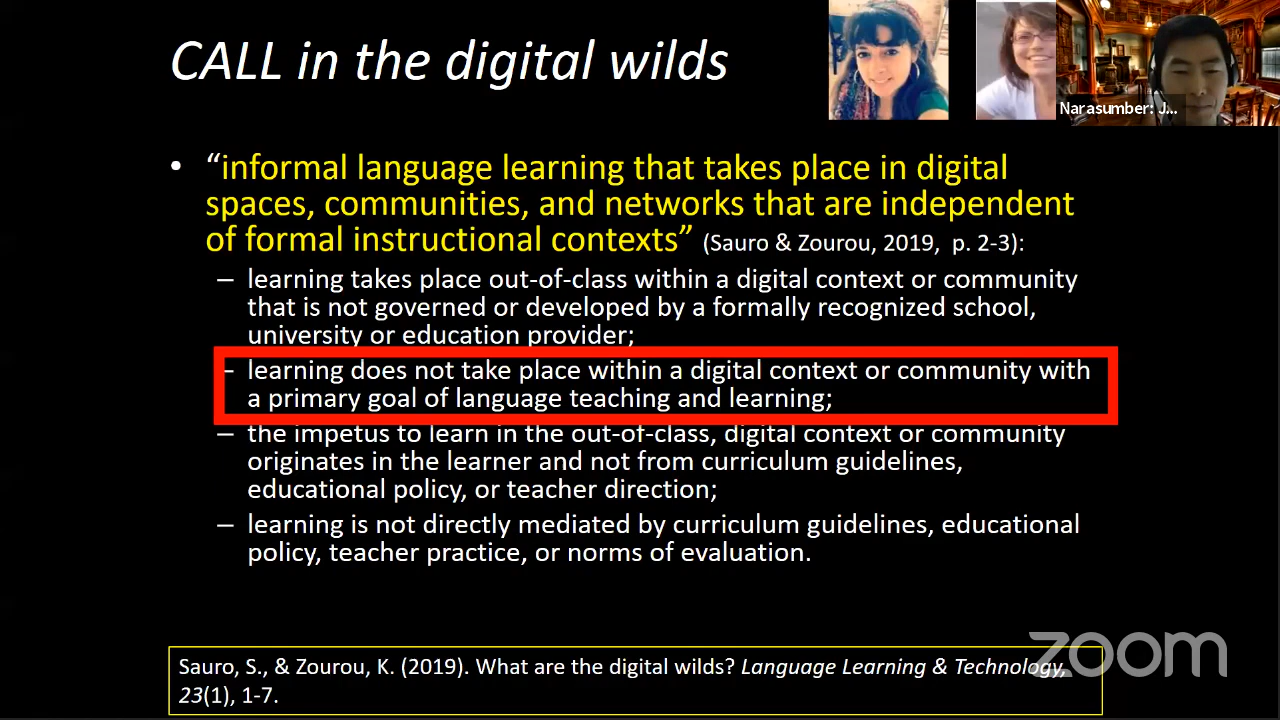 CALL in the digital wilds
Narasumber: J...
• “informal language learning that takes place in digital
spaces, communities, and networks that are independent
of formal instructional contexts” (Sauro & Zourou, 2019, p. 2-3):
– learning takes place out-of-class within a digital context or community
that is not governed or developed by a formally recognized school,
university or education provider;
- learning does not take place within a digital context or community with
a primary goal of language teaching and learning;
– the impetus to learn in the out-of-class, digital context or community
originates in the learner and not from curriculum guidelines,
educational policy, or teacher direction;
– learning is not directly mediated by curriculum guidelines, educational
policy, teacher practice, or norms of evaluation.
zoom
Sauro, S., & Zourou, K. (2019). What are the digital wilds? Language Learning & Technology,
23(1), 1-7.